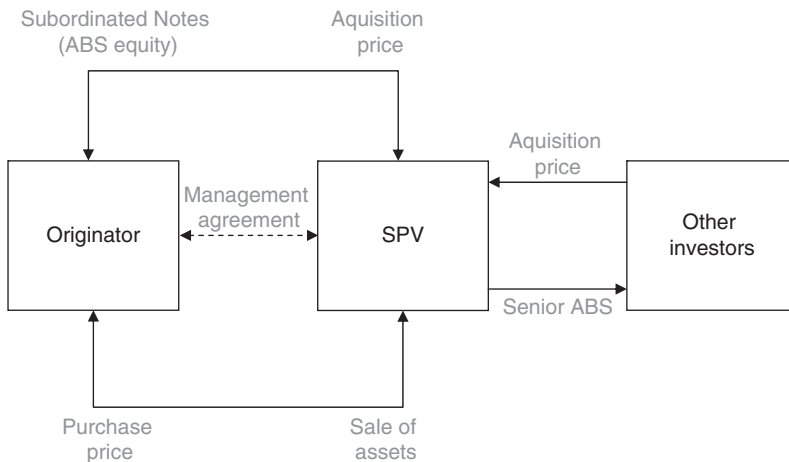 Subordinated Notes
(ABS equity)
Aquisition
price
Aquisition
price
Management
agreement
Originator
SPV
Other
investors
Senior ABS
Purchase
price
Sale of
assets